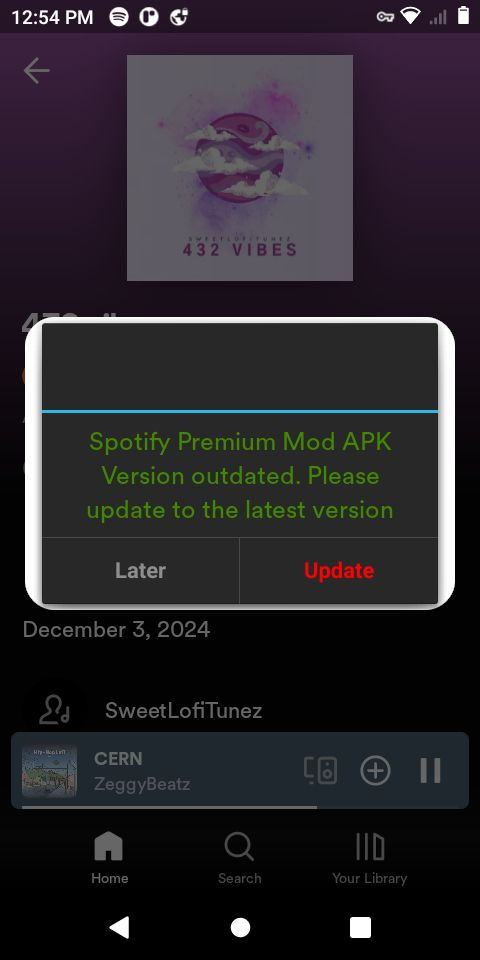 12:54 PM
SWEETLOFITUNEZ
432 VIBES
Spotify Premium Mod APK
Version outdated. Please
update to the latest version
Later
Update
December 3, 2024
SweetLofiTunez
CERN
ZeggyBeatz
Home
Search
Your Library